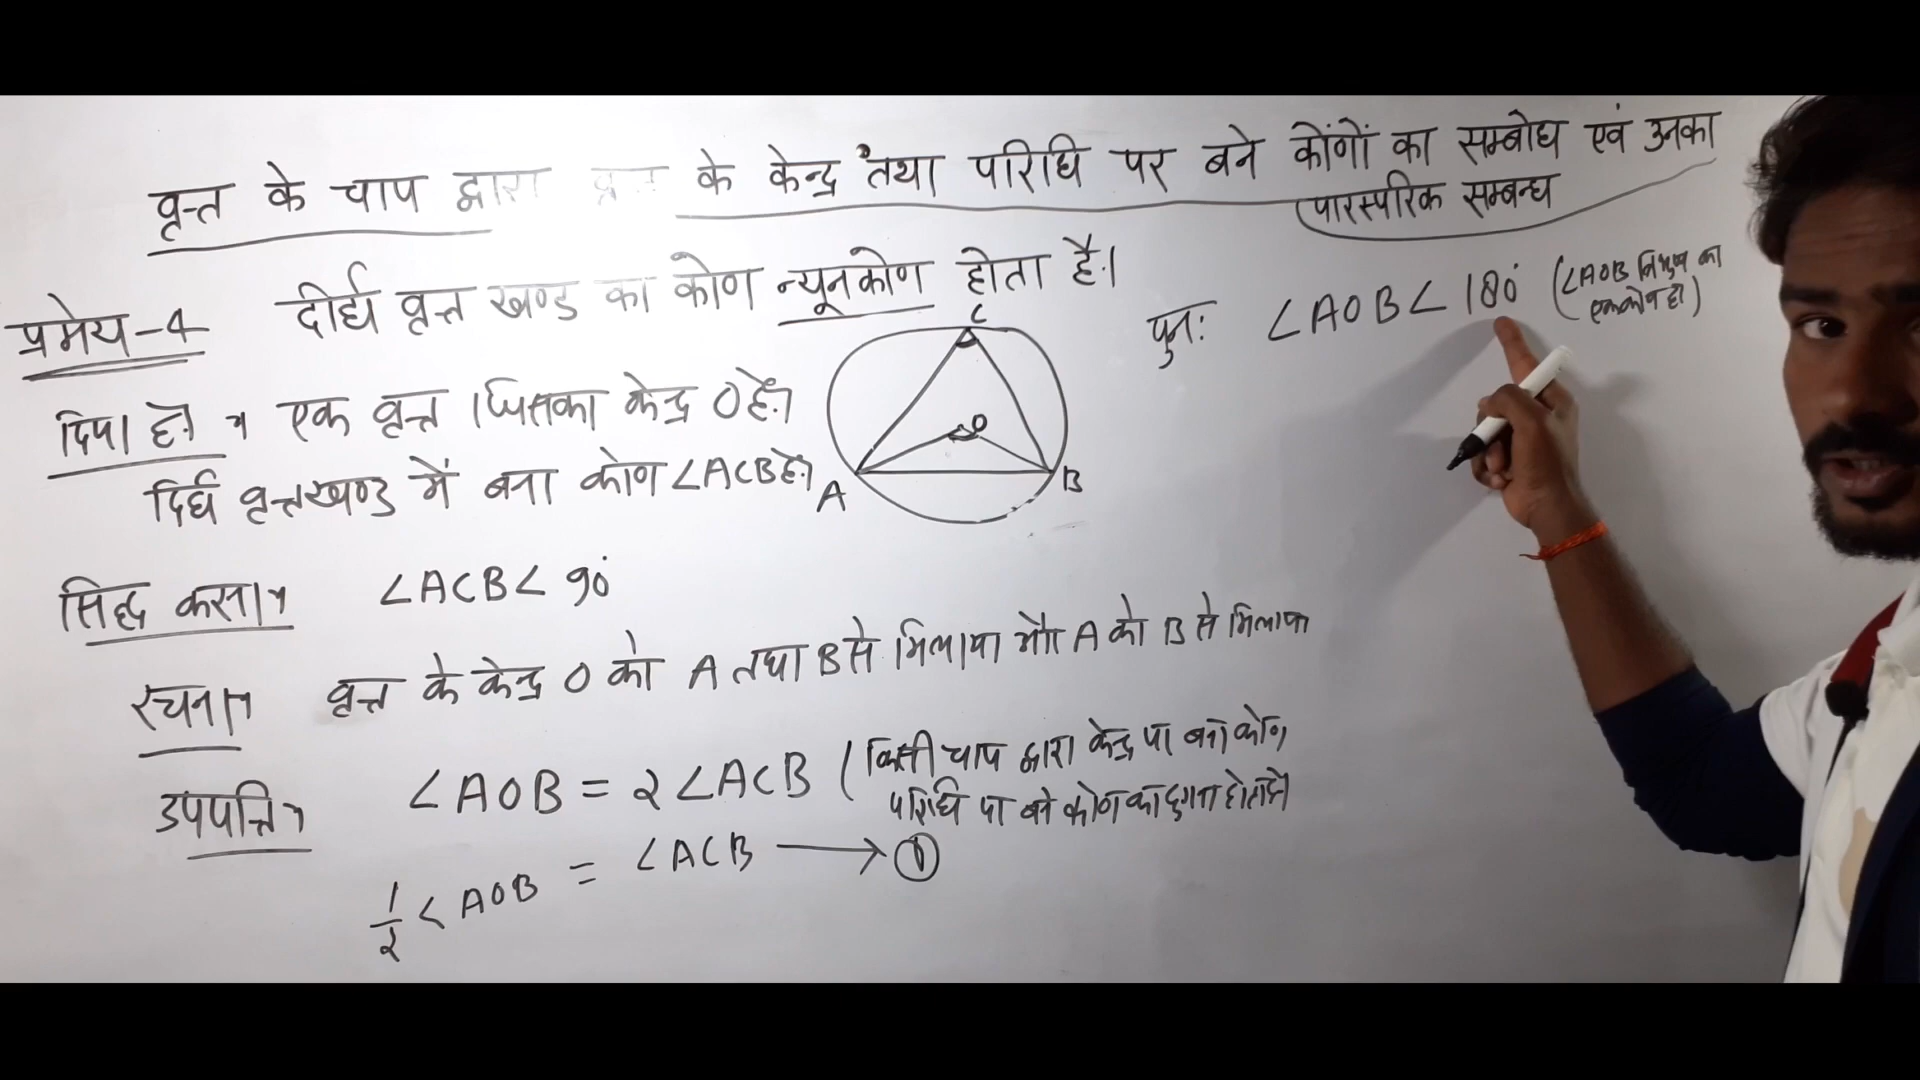 वृत्त के चाप द्वारा के केन्द्र तथा परिधि पर बने कोंणों का सम्बोध एवं उनका
पारस्परिक सम्बन्ध
प्रमेय-4 दीर्घ वृत्त खण्ड का कोण न्यूनकोण होता है।
दिया है एक वृत्त जिसका केन्द्र O है।
दिर्घ वृत्तखण्ड में बना कोण ∠ACB है।
C
O
A
B
सिद्ध करना ∠ACB < 90°
रचना वृत्त के केन्द्र O को A तथा B से मिलाया और A को B से मिलाया
उपपत्ति ∠AOB = 2∠ACB (किसी चाप द्वारा केन्द्र पर बना कोण
परिधि पर बने कोण का दुगना होता है)
1/2 ∠AOB = ∠ACB ⟶ ①
पुनः ∠AOB < 180° (∠AOB त्रिभुज का
एक कोण है)